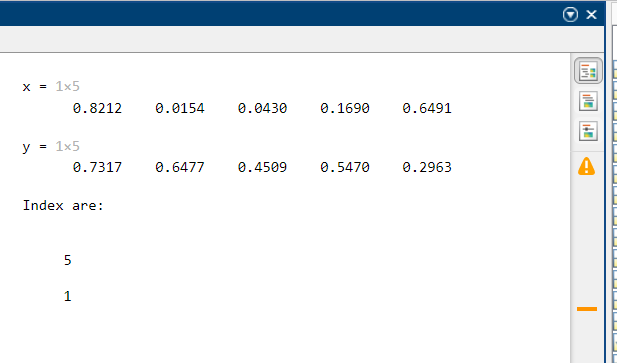 x = 1×5
0.8212 0.0154 0.0430 0.1690 0.6491
y = 1×5
0.7317 0.6477 0.4509 0.5470 0.2963
Index are:
5
1